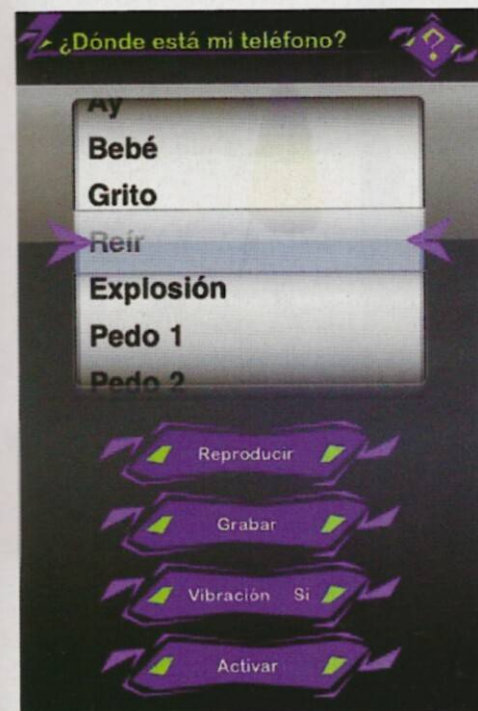 ¿Dónde está mi teléfono?
?
Ay
Bebé
Grito
Reír
Explosión
Pedo 1
Pedo 2
Reproducir
Grabar
Vibración Si
Activar